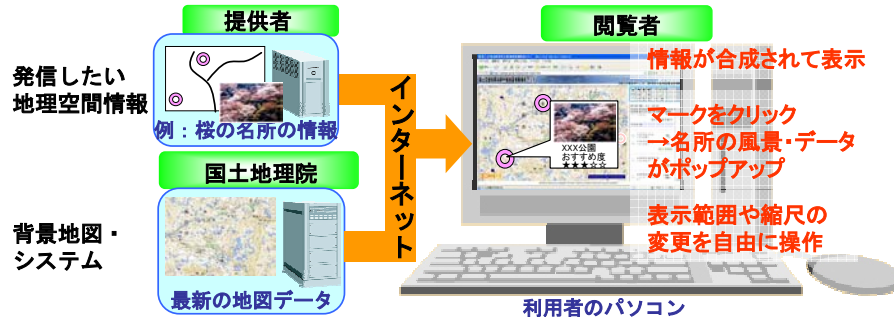 提供者
発信したい
地理空間情報
例：桜の名所の情報
国土地理院
背景地図・
システム
最新の地図データ
インターネット
閲覧者
XXX公園
おすすめ度
★★★☆☆
情報が合成されて表示
マークをクリック
→名所の風景・データ
がポップアップ
表示範囲や縮尺の
変更を自由に操作
利用者のパソコン